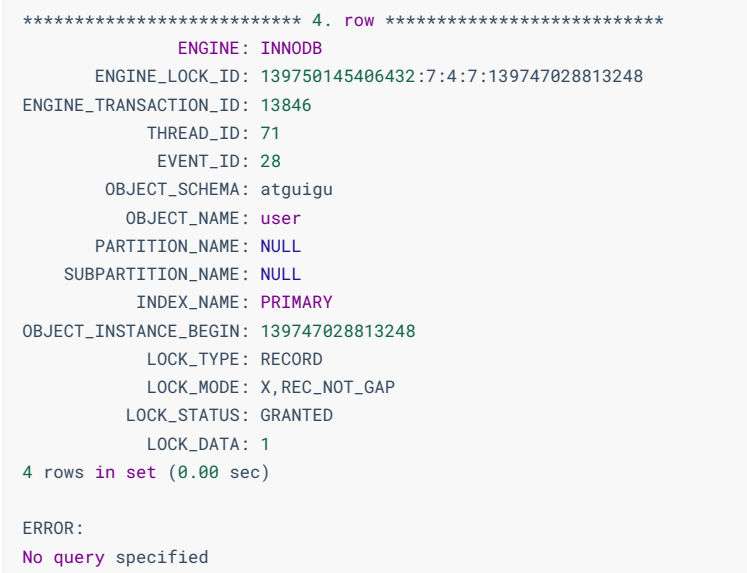 *************************** 4. row ***************************
ENGINE: INNODB
ENGINE_LOCK_ID: 139750145406432:7:4:7:139747028813248
ENGINE_TRANSACTION_ID: 13846
THREAD_ID: 71
EVENT_ID: 28
OBJECT_SCHEMA: atguigu
OBJECT_NAME: user
PARTITION_NAME: NULL
SUBPARTITION_NAME: NULL
INDEX_NAME: PRIMARY
OBJECT_INSTANCE_BEGIN: 139747028813248
LOCK_TYPE: RECORD
LOCK_MODE: X,REC_NOT_GAP
LOCK_STATUS: GRANTED
LOCK_DATA: 1
4 rows in set (0.00 sec)
ERROR:
No query specified